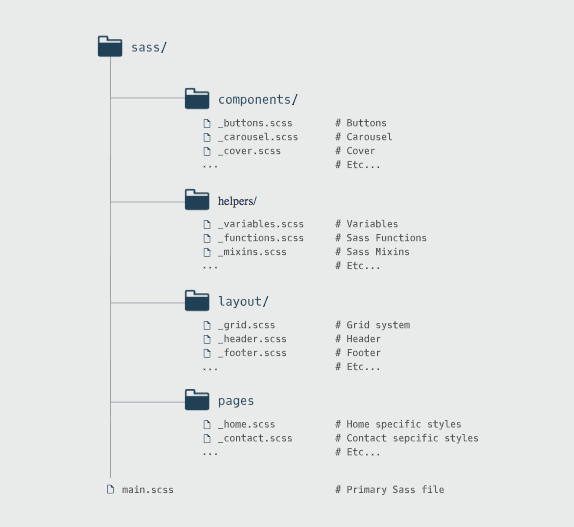 sass/
components/
_buttons.scss # Buttons
_carousel.scss # Carousel
_cover.scss # Cover
... # Etc...
helpers/
_variables.scss # Variables
_functions.scss # Sass Functions
_mixins.scss # Sass Mixins
... # Etc...
layout/
_grid.scss # Grid system
_header.scss # Header
_footer.scss # Footer
... # Etc...
pages
_home.scss # Home specific styles
_contact.scss # Contact sepcific styles
... # Etc...
main.scss # Primary Sass file